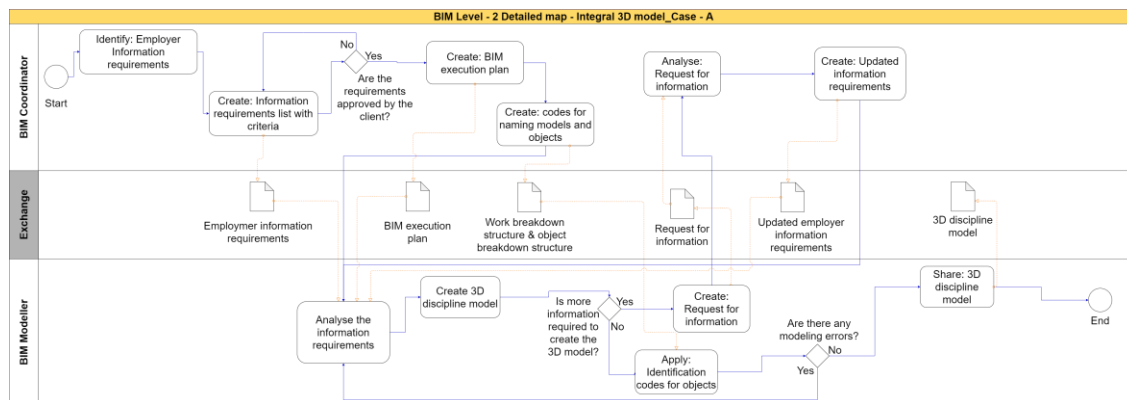 BIM Level - 2 Detailed map - Integral 3D model_Case - A
BIM Coordinator
Start
Identify: Employer
Information
requirements
Create: Information
requirements list with
criteria
No
Yes
Are the
requirements
approved by the
client?
Create: BIM
execution plan
Create: codes for
naming models and
objects
Analyse:
Request for
information
Create: Updated
information
requirements
Exchange
Employmer information
requirements
BIM execution
plan
Work breakdown
structure & object
breakdown structure
Request for
information
Updated employer
information
requirements
3D discipline
model
BIM Modeller
Analyse the
information
requirements
Create 3D
discipline model
Is more
information
required to
create the 3D
model?
Yes
No
Create:
Request for
information
Apply:
Identification
codes for objects
Are there any
modeling errors?
No
Yes
Share: 3D
discipline
model
End